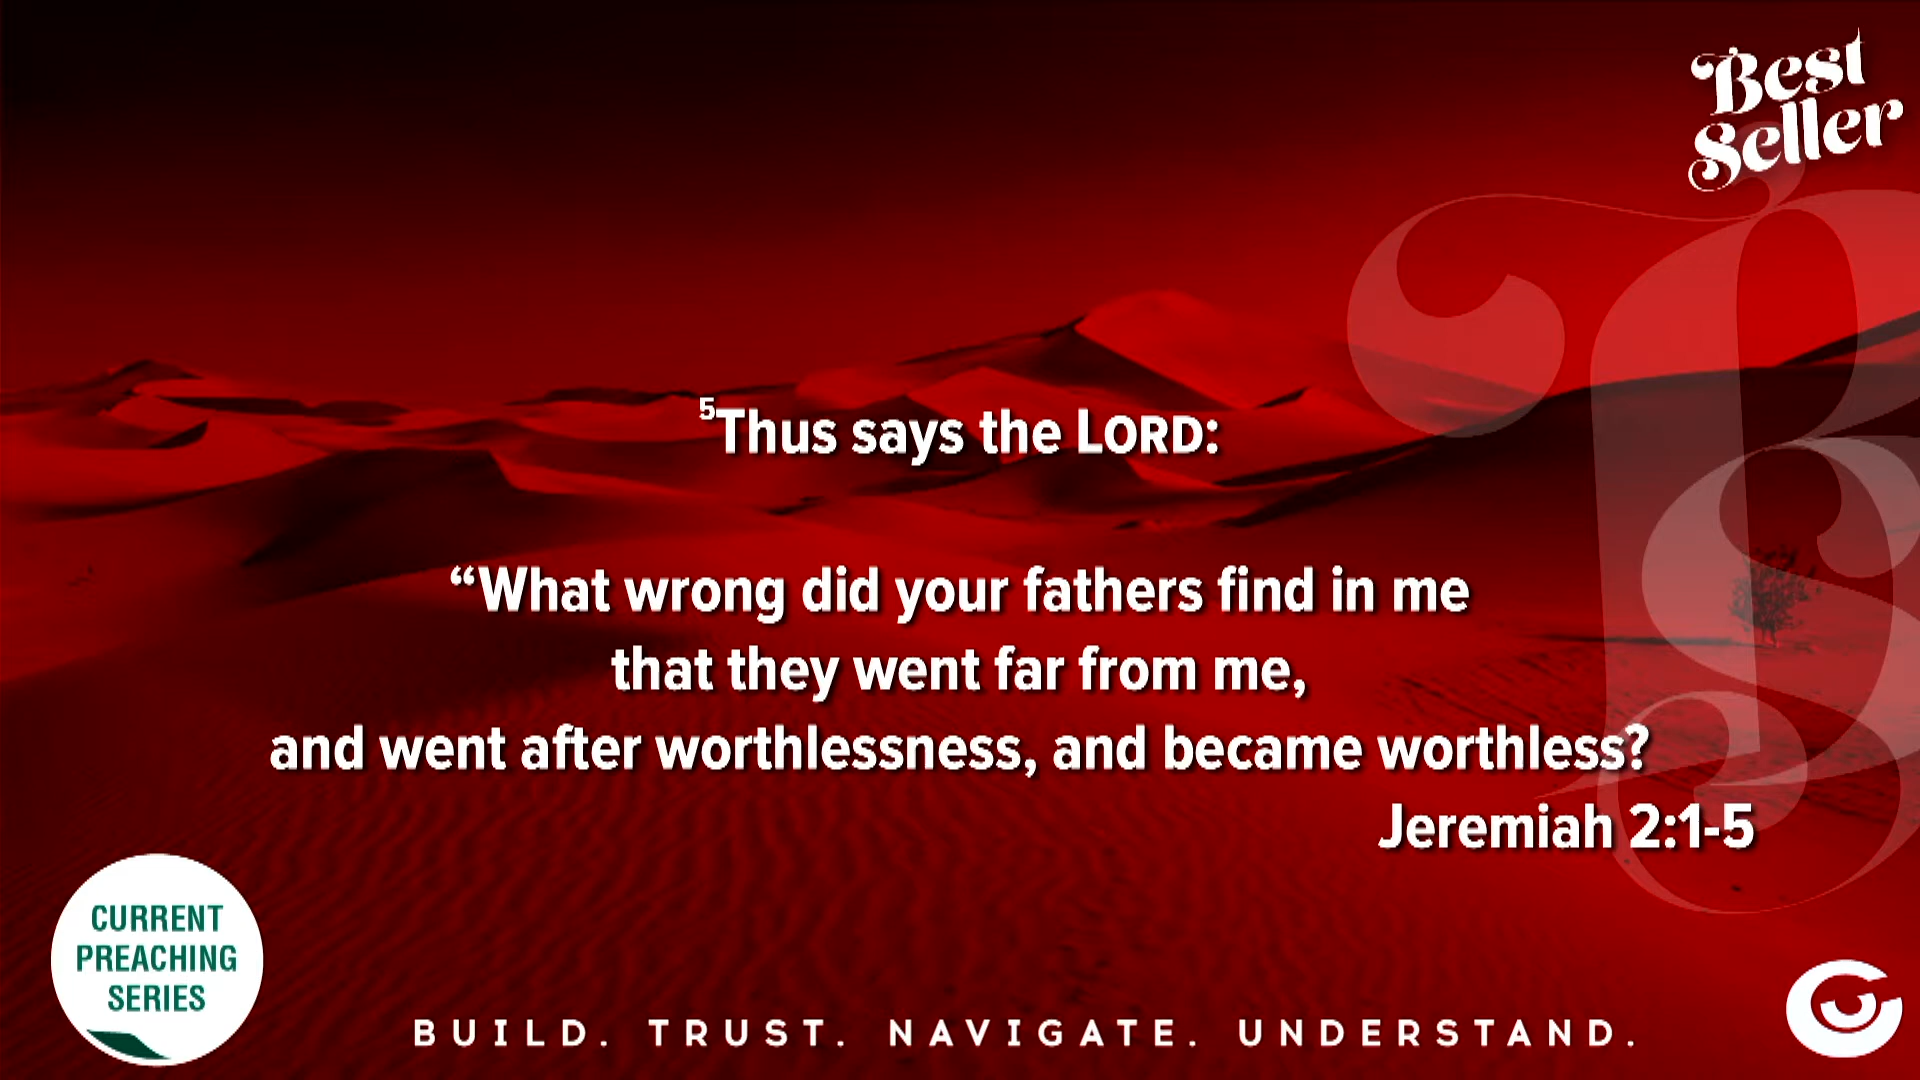 Best
Seller
⁵Thus says the LORD:
“What wrong did your fathers find in me
that they went far from me,
and went after worthlessness, and became worthless?
Jeremiah 2:1-5
CURRENT
PREACHING
SERIES
BUILD. TRUST. NAVIGATE. UNDERSTAND.